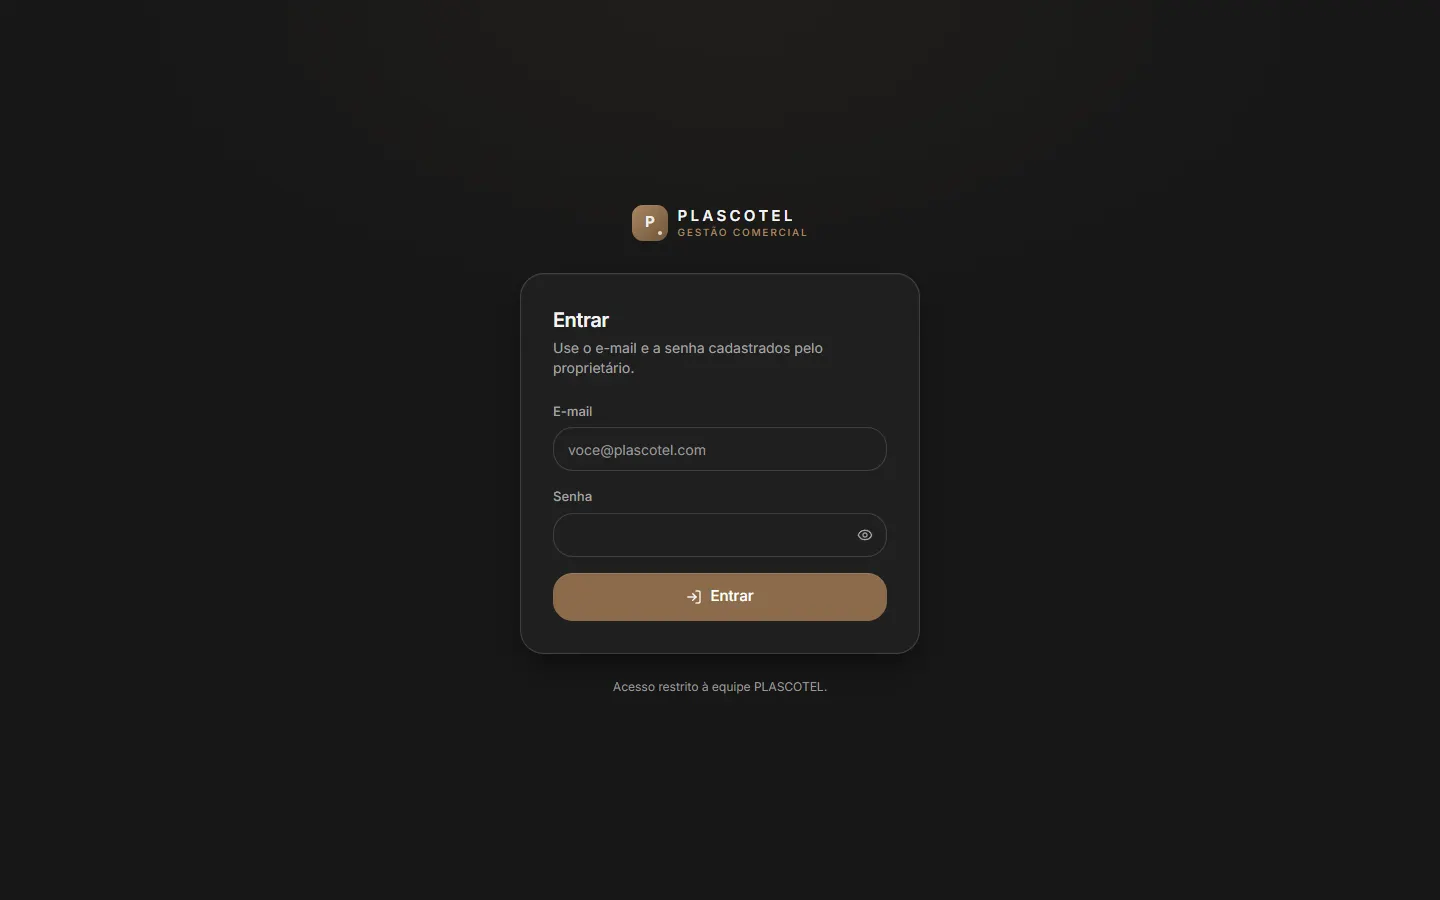 P
PLASCOTEL
GESTÃO COMERCIAL
Entrar
Use o e-mail e a senha cadastrados pelo
proprietário.
E-mail
voce@plascotel.com
Senha
Entrar
Acesso restrito à equipe PLASCOTEL.